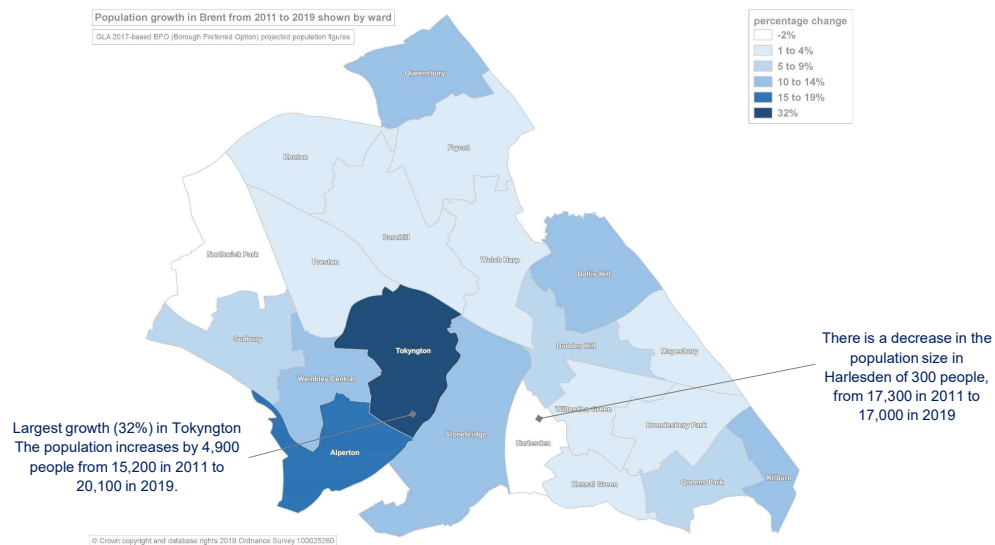 Population growth in Brent from 2011 to 2019 shown by ward
GLA 2017-based BPO (Borough Preferred Option) projected population figures
percentage change
-2%
1 to 4%
5 to 9%
10 to 14%
15 to 19%
32%
Queensbury
Kenton
Fryent
Northwick Park
Barnhill
Preston
Welsh Harp
Dollis Hill
Sudbury
Tokyngton
Dudden Hill
Mapesbury
Wembley Central
There is a decrease in the
population size in
Harlesden of 300 people,
from 17,300 in 2011 to
17,000 in 2019
Willesden Green
Brondesbury Park
Largest growth (32%) in Tokyngton
The population increases by 4,900
people from 15,200 in 2011 to
20,100 in 2019.
Alperton
Stonebridge
Harlesden
Kensal Green
Queens Park
Kilburn
© Crown copyright and database rights 2019 Ordnance Survey 100025260